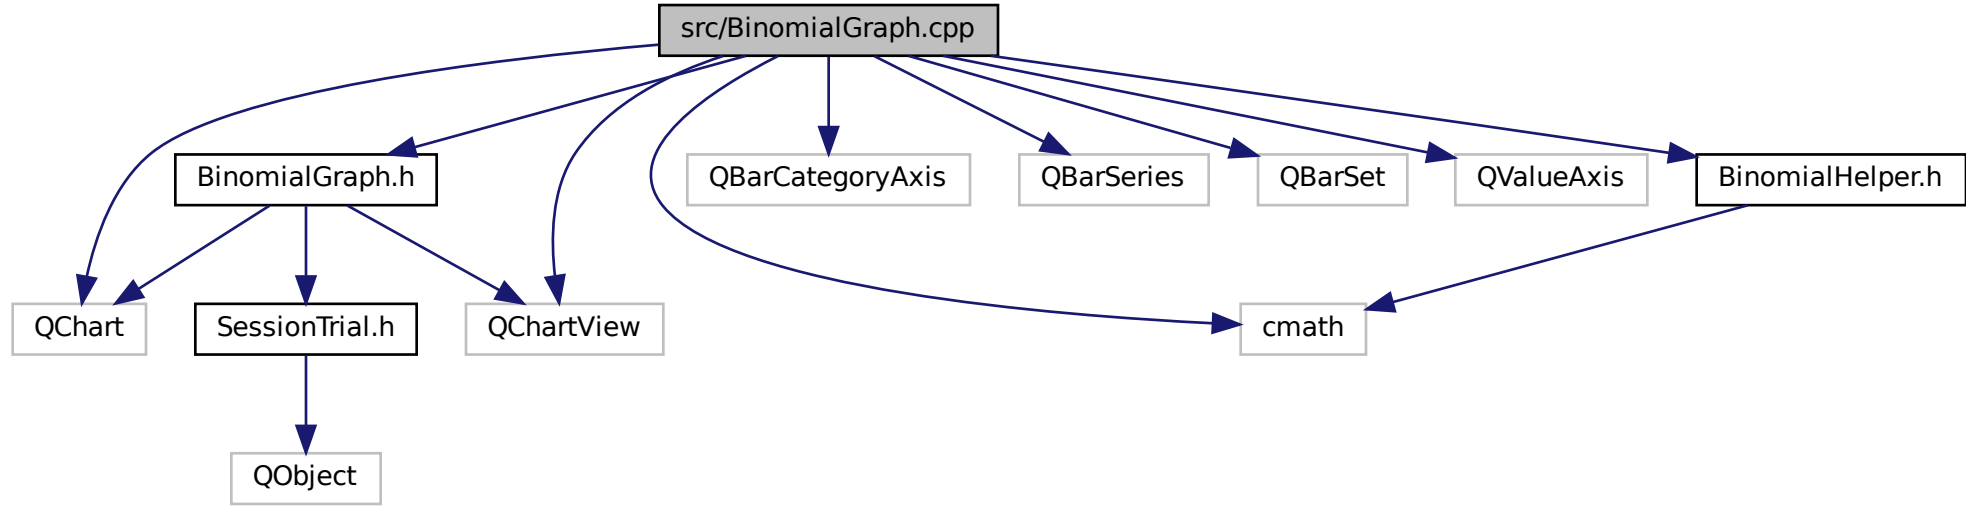 src/BinomialGraph.cpp
BinomialGraph.h
QBarCategoryAxis
QBarSeries
QBarSet
QValueAxis
BinomialHelper.h
QChart
SessionTrial.h
QChartView
cmath
QObject